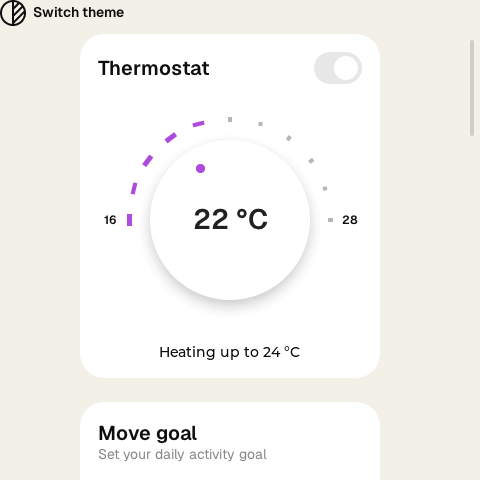 Switch theme
Thermostat
16
28
22 °C
Heating up to 24 °C
Move goal
Set your daily activity goal